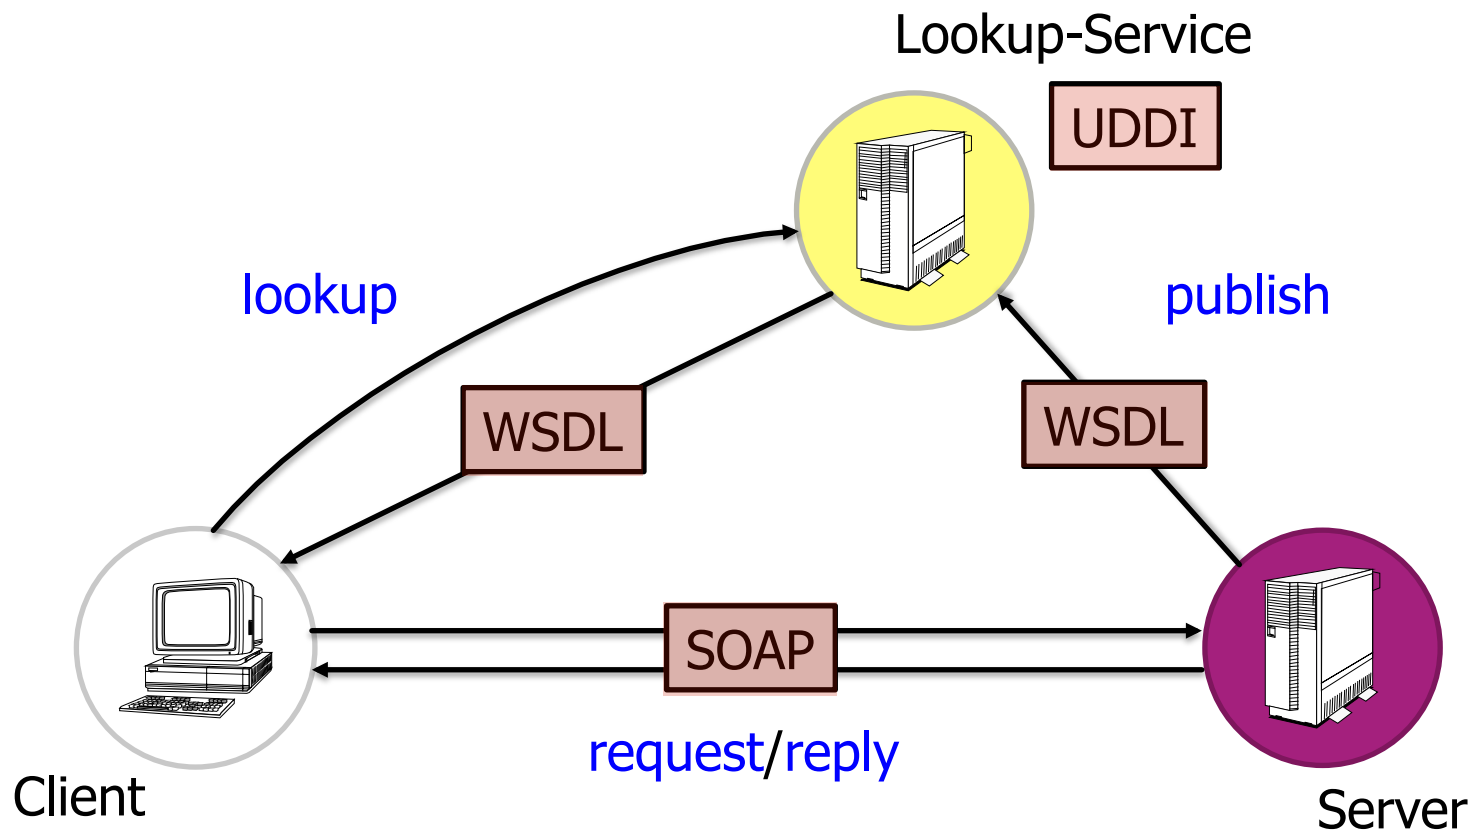 Lookup-Service
UDDI
lookup
publish
WSDL
WSDL
SOAP
request/reply
Client
Server